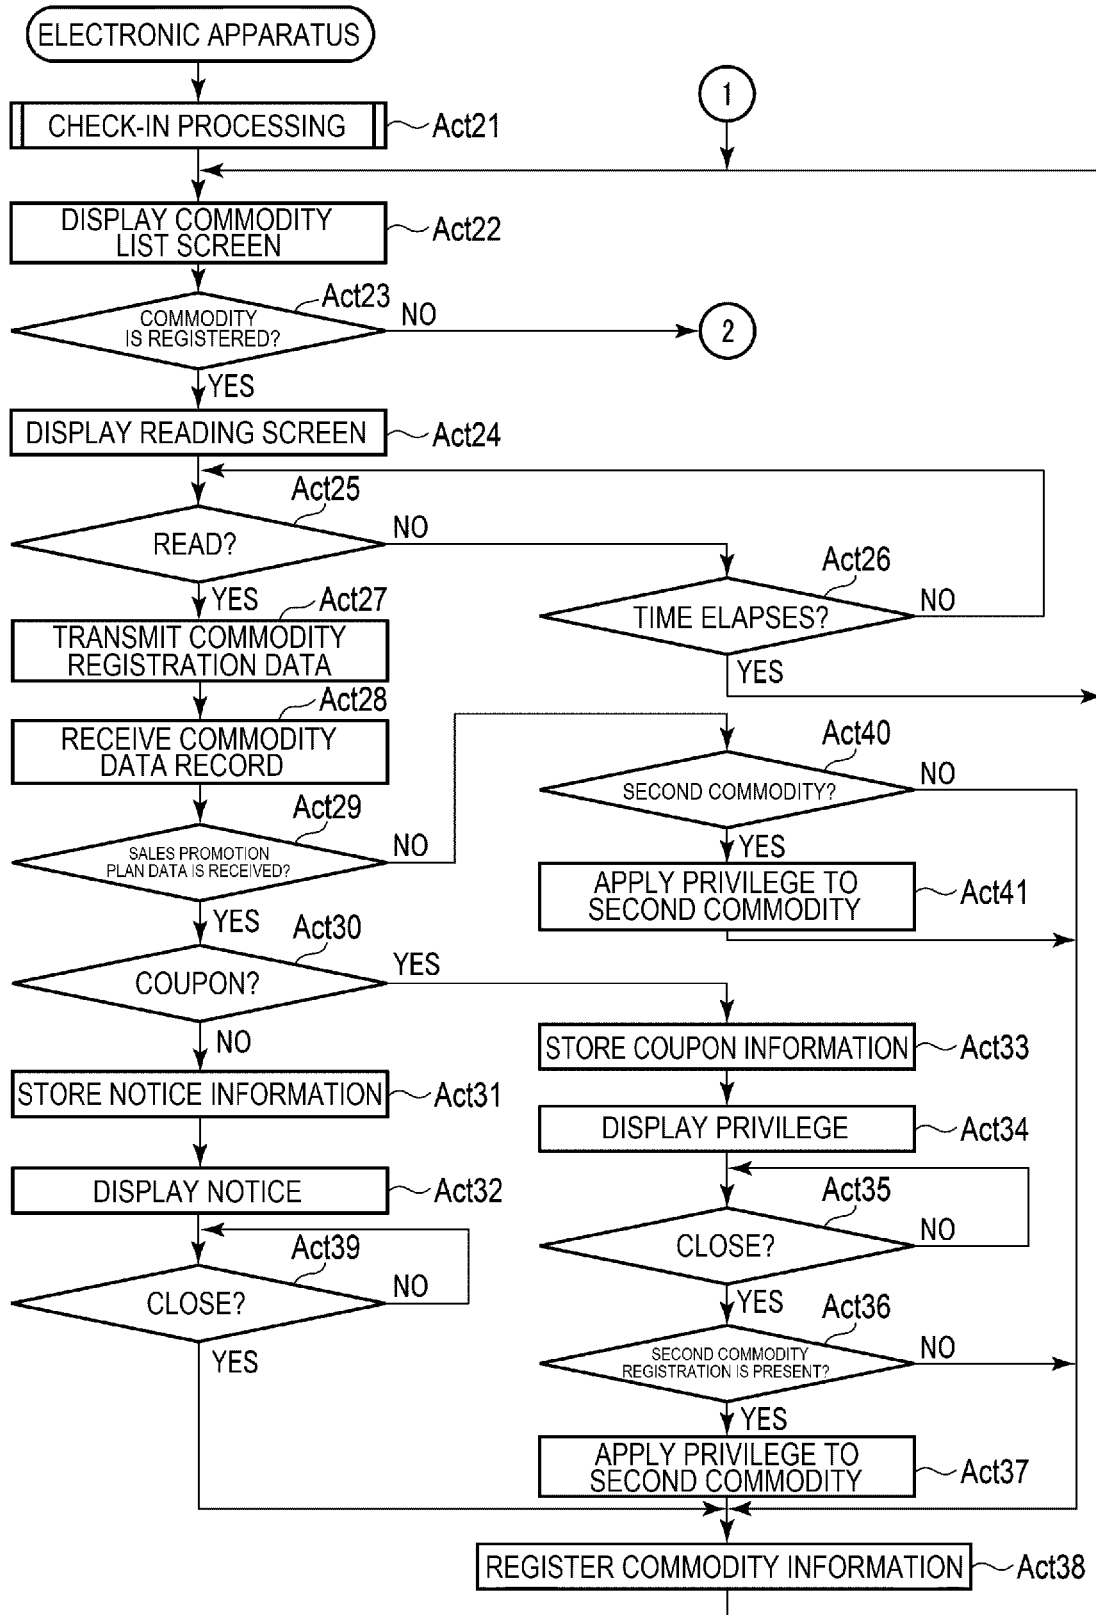 ELECTRONIC APPARATUS
1
CHECK-IN PROCESSING
Act21
DISPLAY COMMODITY
LIST SCREEN
Act22
Act23
COMMODITY
IS REGISTERED?
NO
2
YES
DISPLAY READING SCREEN
Act24
Act25
READ?
NO
YES
Act26
TIME ELAPSES?
NO
YES
Act27
TRANSMIT COMMODITY
REGISTRATION DATA
Act28
RECEIVE COMMODITY
DATA RECORD
Act29
SALES PROMOTION
PLAN DATA IS RECEIVED?
NO
YES
Act40
SECOND COMMODITY?
NO
YES
APPLY PRIVILEGE TO
SECOND COMMODITY
Act41
Act30
COUPON?
YES
NO
STORE COUPON INFORMATION
Act33
STORE NOTICE INFORMATION
Act31
DISPLAY PRIVILEGE
Act34
DISPLAY NOTICE
Act32
Act35
CLOSE?
NO
YES
Act39
CLOSE?
NO
YES
Act36
SECOND COMMODITY
REGISTRATION IS PRESENT?
NO
YES
APPLY PRIVILEGE TO
SECOND COMMODITY
Act37
REGISTER COMMODITY INFORMATION
Act38